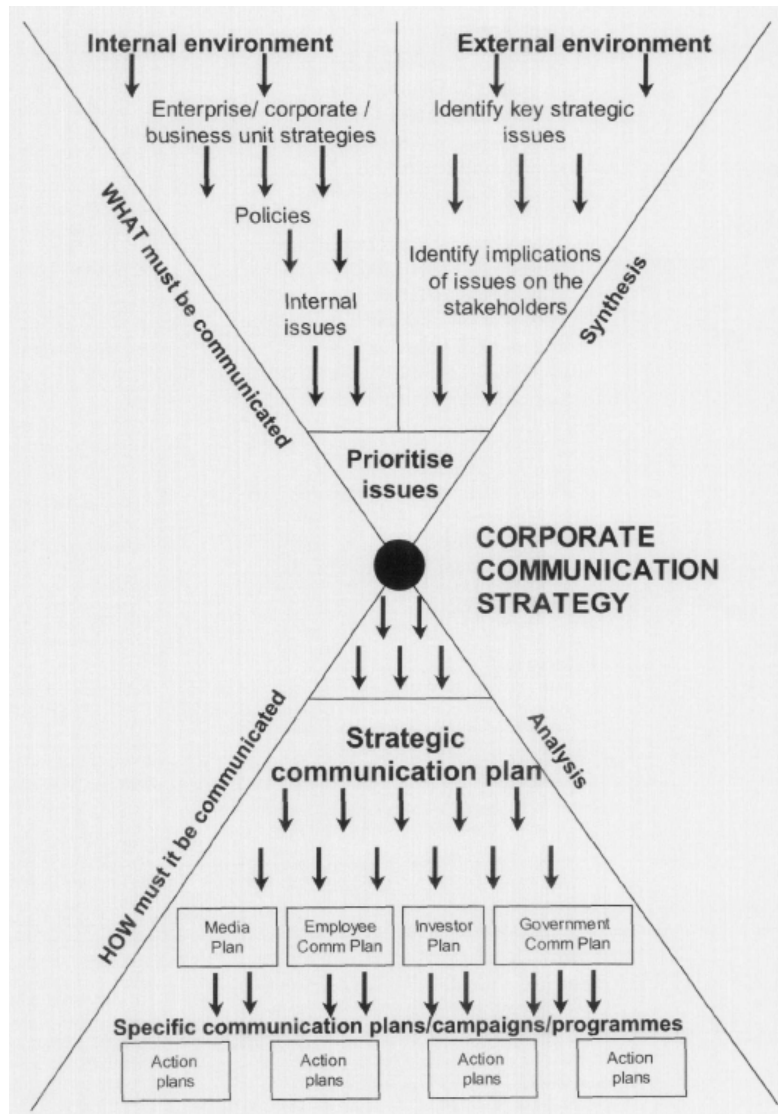 Internal environment
External environment
Enterprise/ corporate /
business unit strategies
Identify key strategic
issues
Policies
Identify implications
of issues on the
stakeholders
Internal
issues
WHAT must be communicated
Synthesis
Prioritise
issues
CORPORATE
COMMUNICATION
STRATEGY
HOW must it be communicated
Analysis
Strategic
communication plan
Media
Plan
Employee
Comm Plan
Investor
Plan
Government
Comm Plan
Specific communication plans/campaigns/programmes
Action
plans
Action
plans
Action
plans
Action
plans